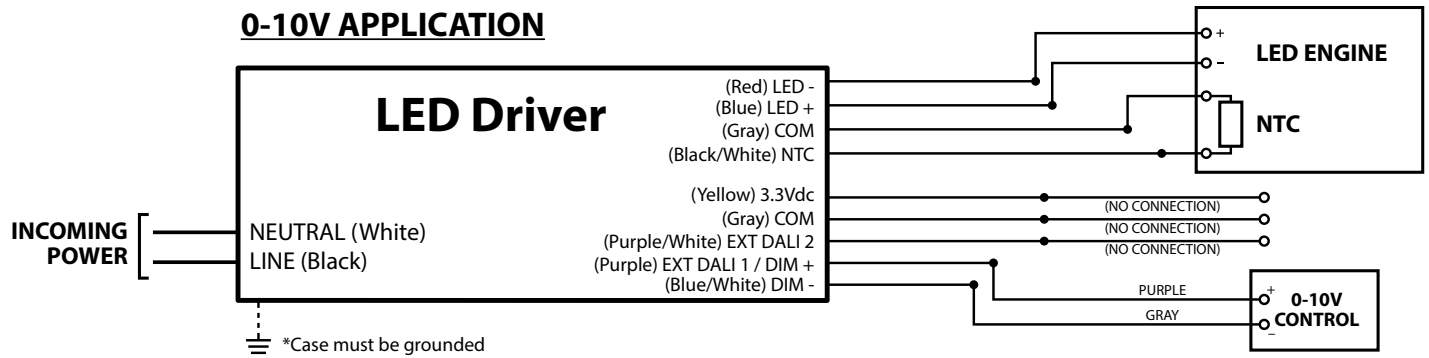 0-10V APPLICATION
LED Driver
(Red) LED -
(Blue) LED +
(Gray) COM
(Black/White) NTC
(Yellow) 3.3Vdc
(Gray) COM
(Purple/White) EXT DALI 2
(Purple) EXT DALI 1 / DIM +
(Blue/White) DIM -
INCOMING
POWER
NEUTRAL (White)
LINE (Black)
*Case must be grounded
+
LED ENGINE
–
NTC
(NO CONNECTION)
(NO CONNECTION)
(NO CONNECTION)
PURPLE
GRAY
+
0-10V
CONTROL
–